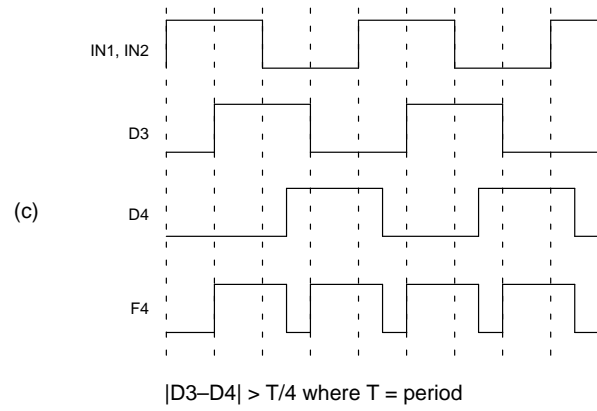 IN1, IN2
D3
(c)
D4
F4
|D3–D4| > T/4 where T = period